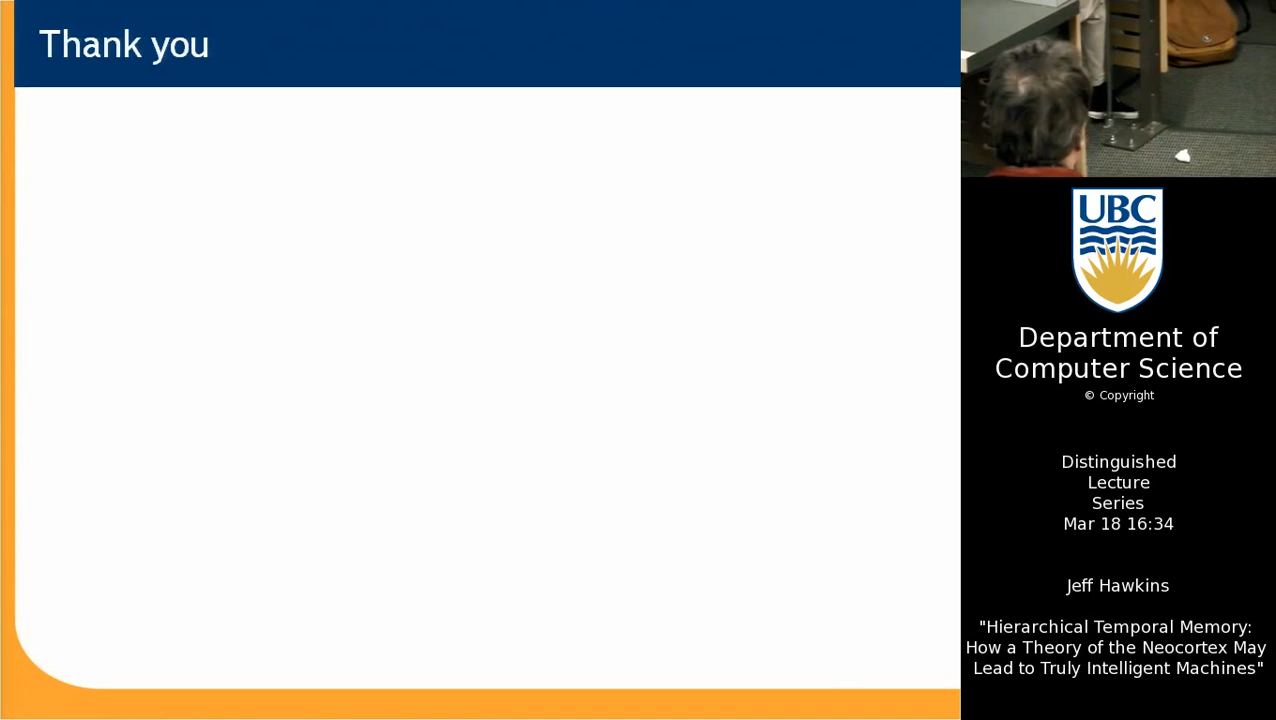 Thank you
UBC
Department of
Computer Science
© Copyright
Distinguished
Lecture
Series
Mar 18 16:34
Jeff Hawkins
"Hierarchical Temporal Memory:
How a Theory of the Neocortex May
Lead to Truly Intelligent Machines"